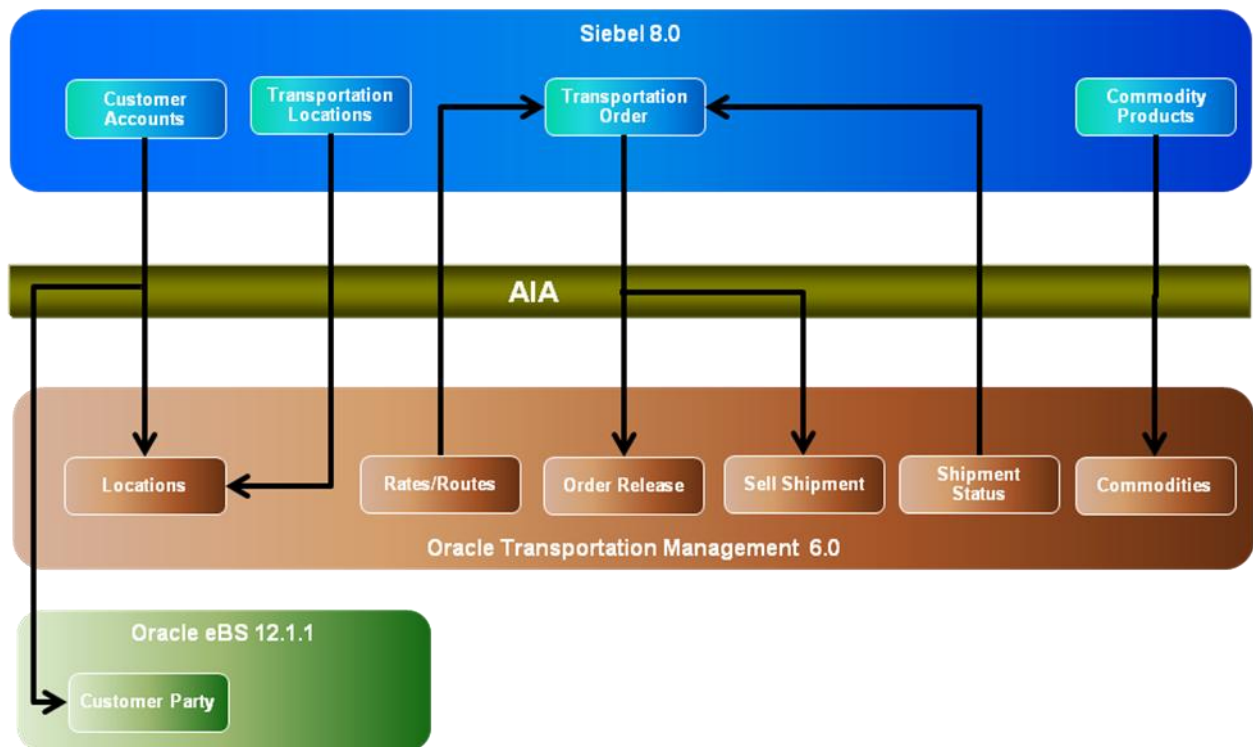 Siebel 8.0
Customer
Accounts
Transportation
Locations
Transportation
Order
Commodity
Products
AIA
Locations
Rates/Routes
Order Release
Sell Shipment
Shipment
Status
Commodities
Oracle Transportation Management 6.0
Oracle eBS 12.1.1
Customer Party